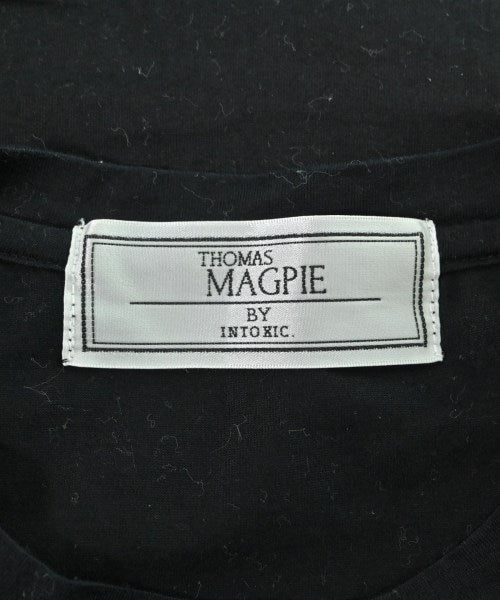 THOMAS
MAGPIE
BY
INTOXIC.